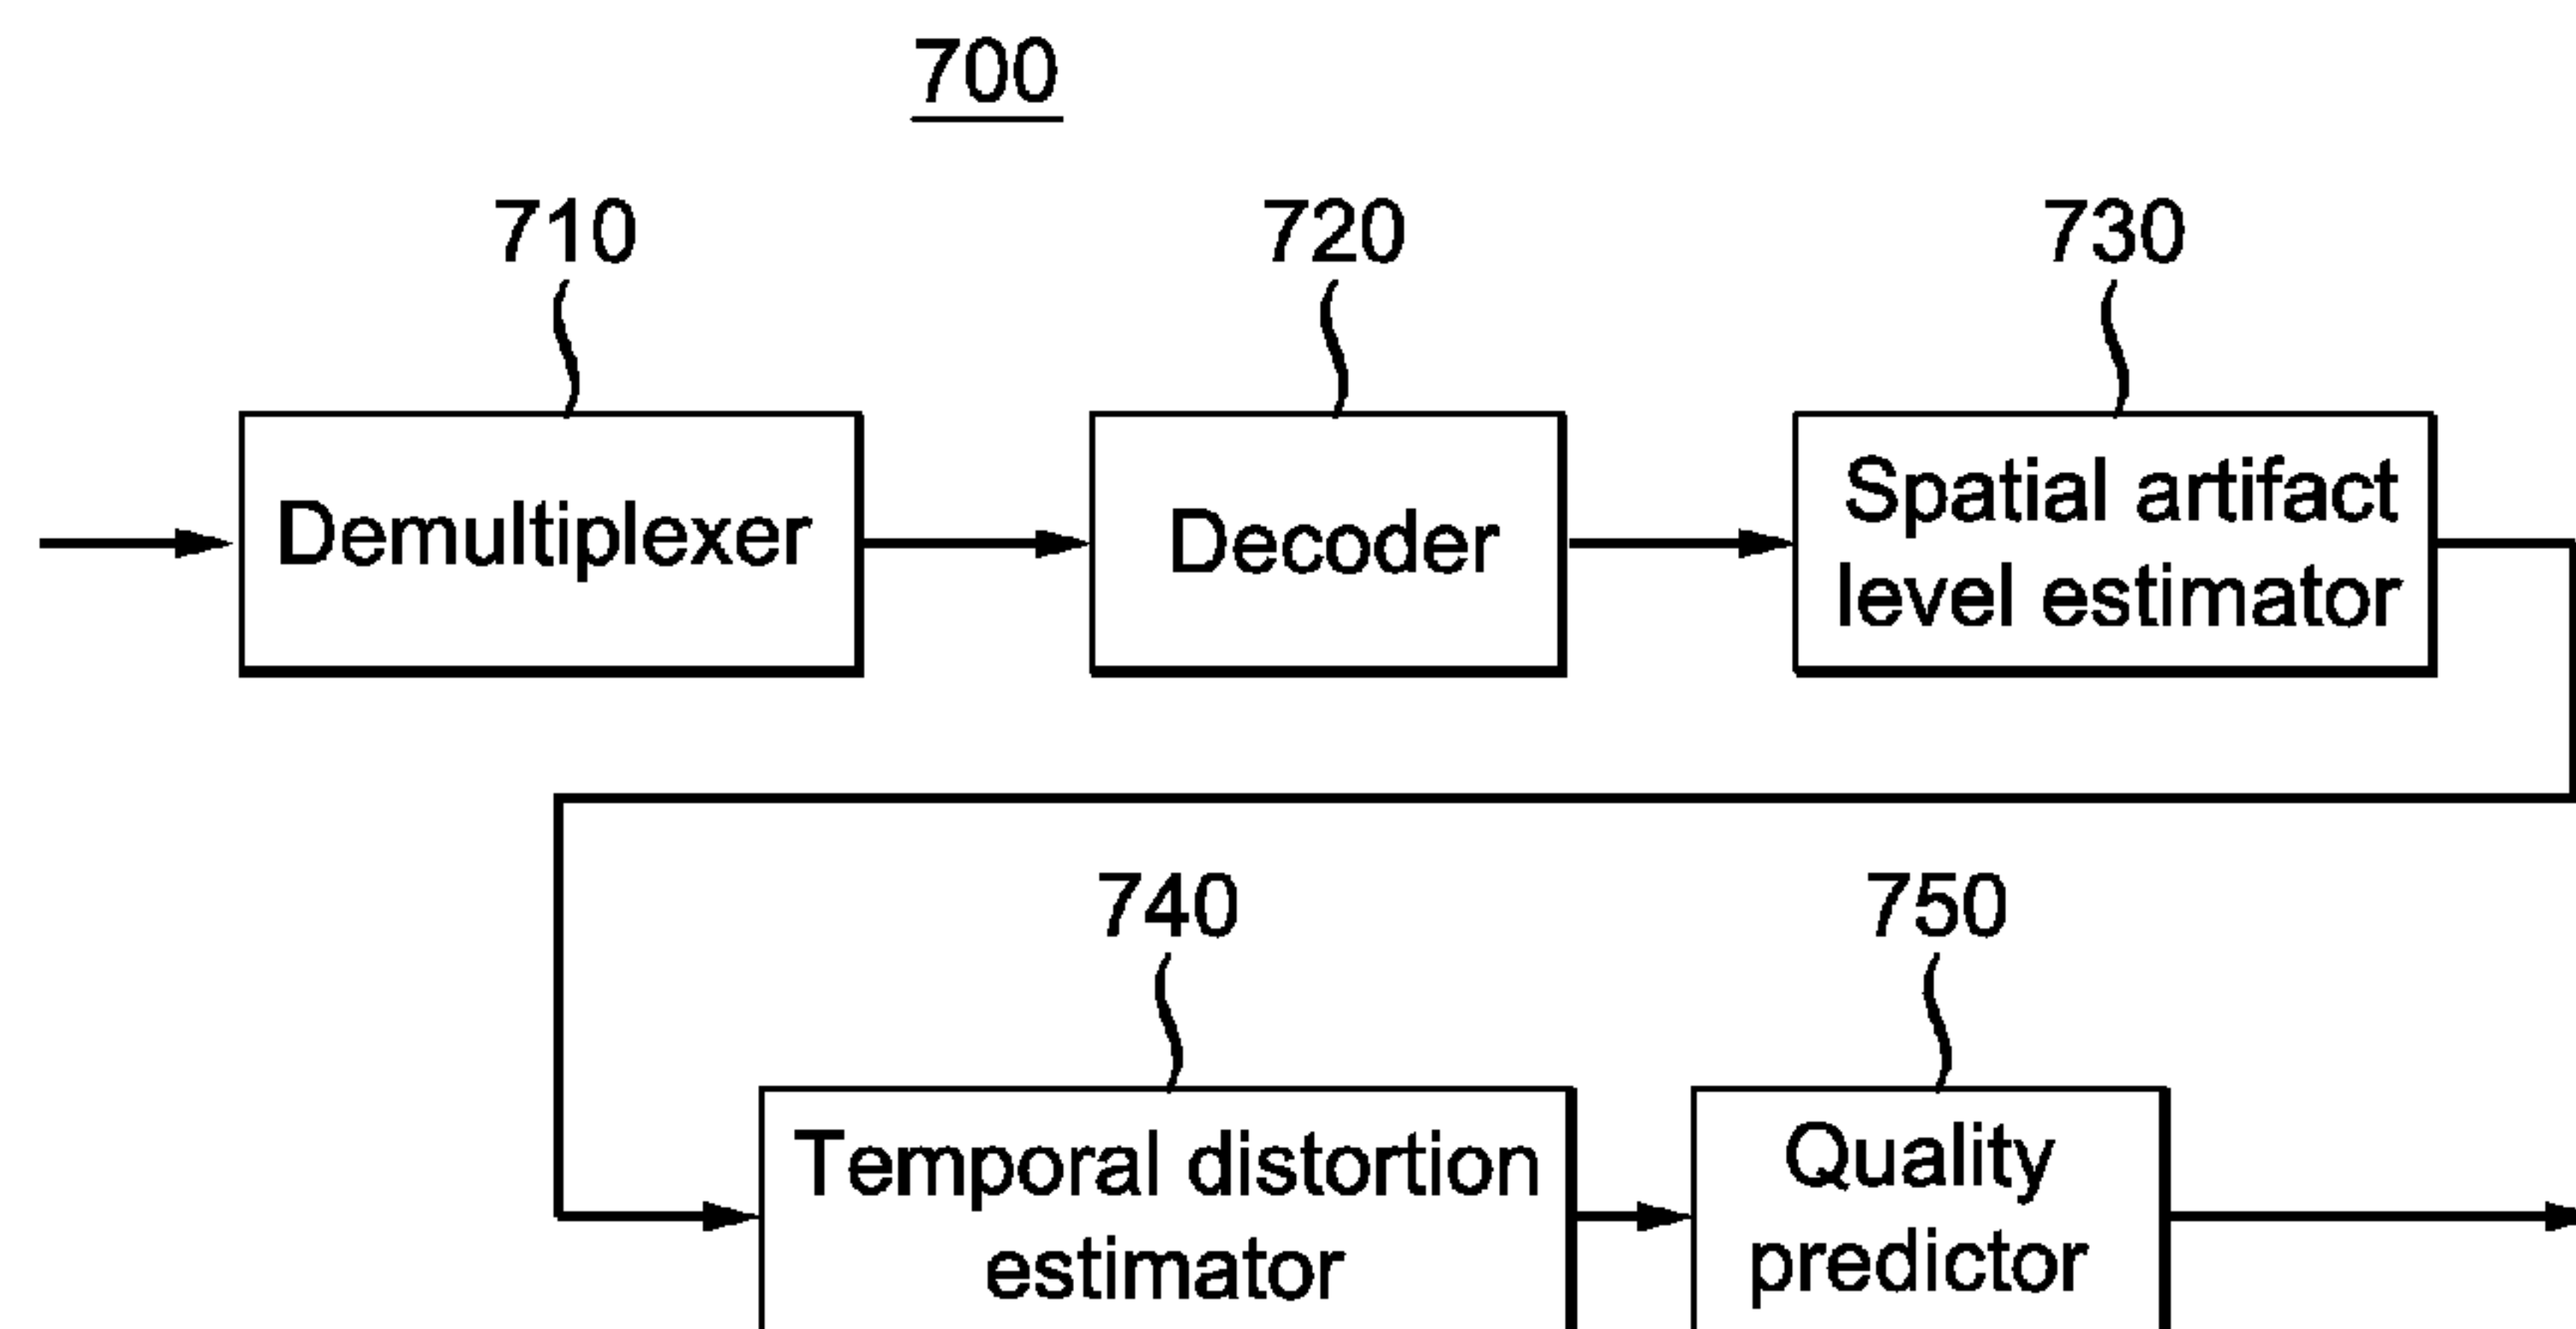 700
710
720
730
Demultiplexer
Decoder
Spatial artifact
level estimator
740
750
Temporal distortion
estimator
Quality
predictor